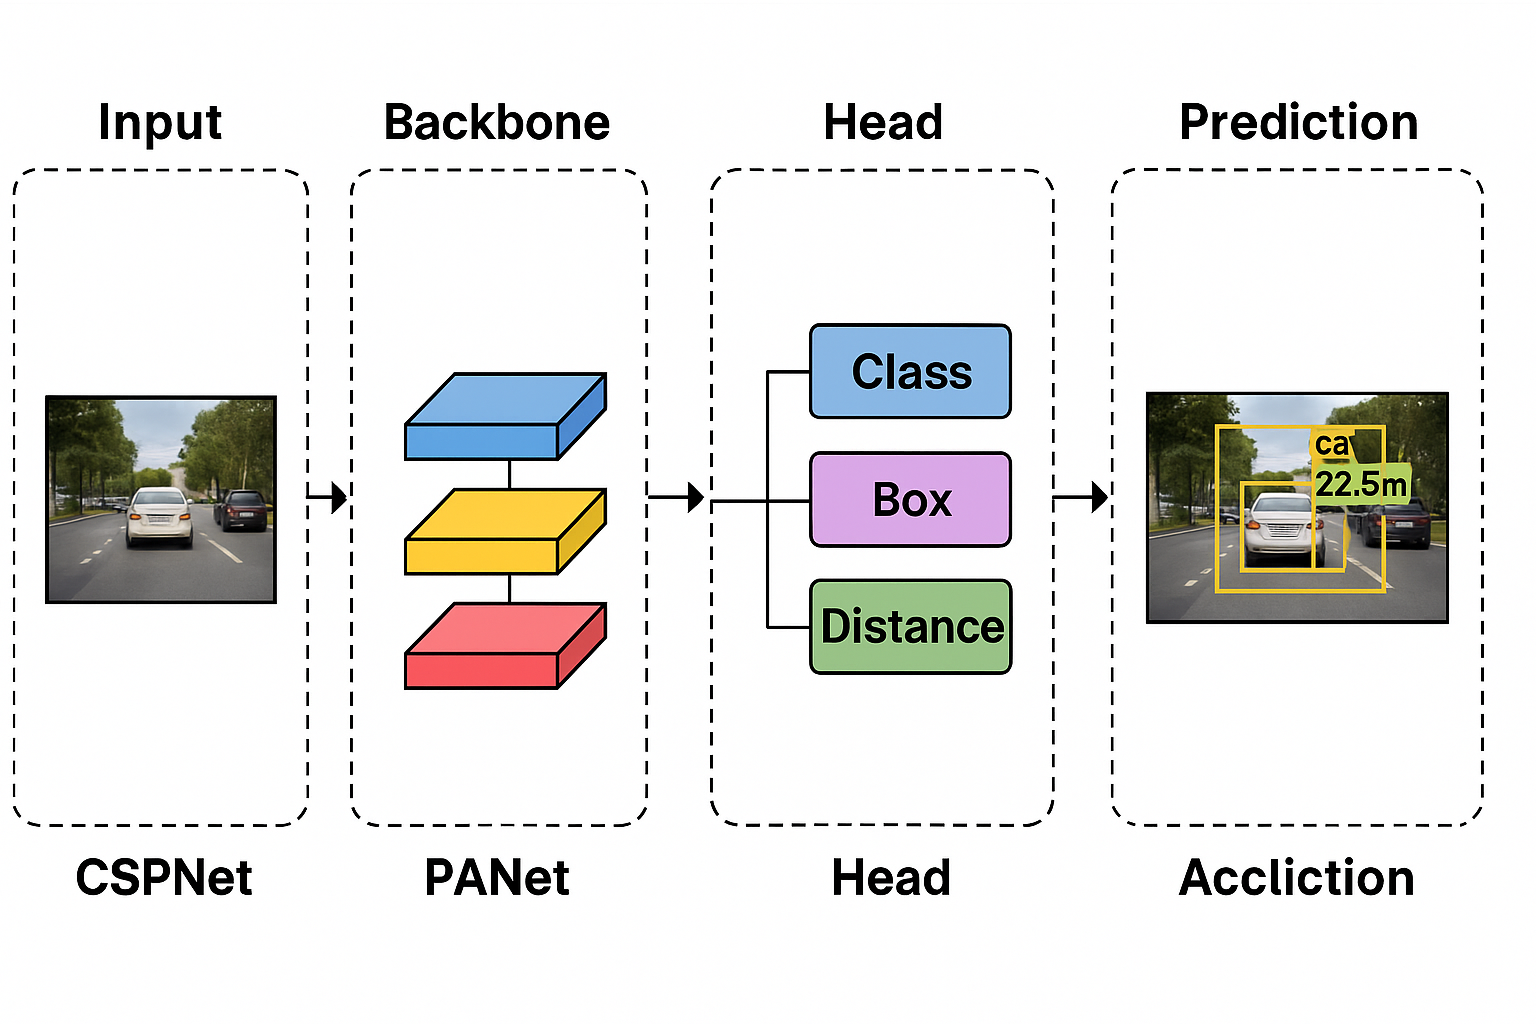 Input
Backbone
Head
Prediction
Class
Box
Distance
ca
22.5m
CSPNet
PANet
Head
Accliction